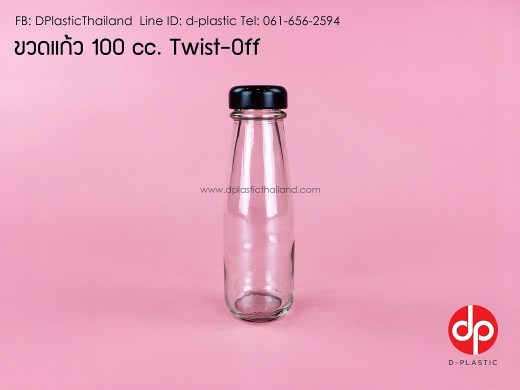 FB: DPlasticThailand  Line ID: d-plastic Tel: 061-656-2594
ขวดแก้ว 100 cc. Twist-Off
www.dplasticthailand.com
dp
D-PLASTIC